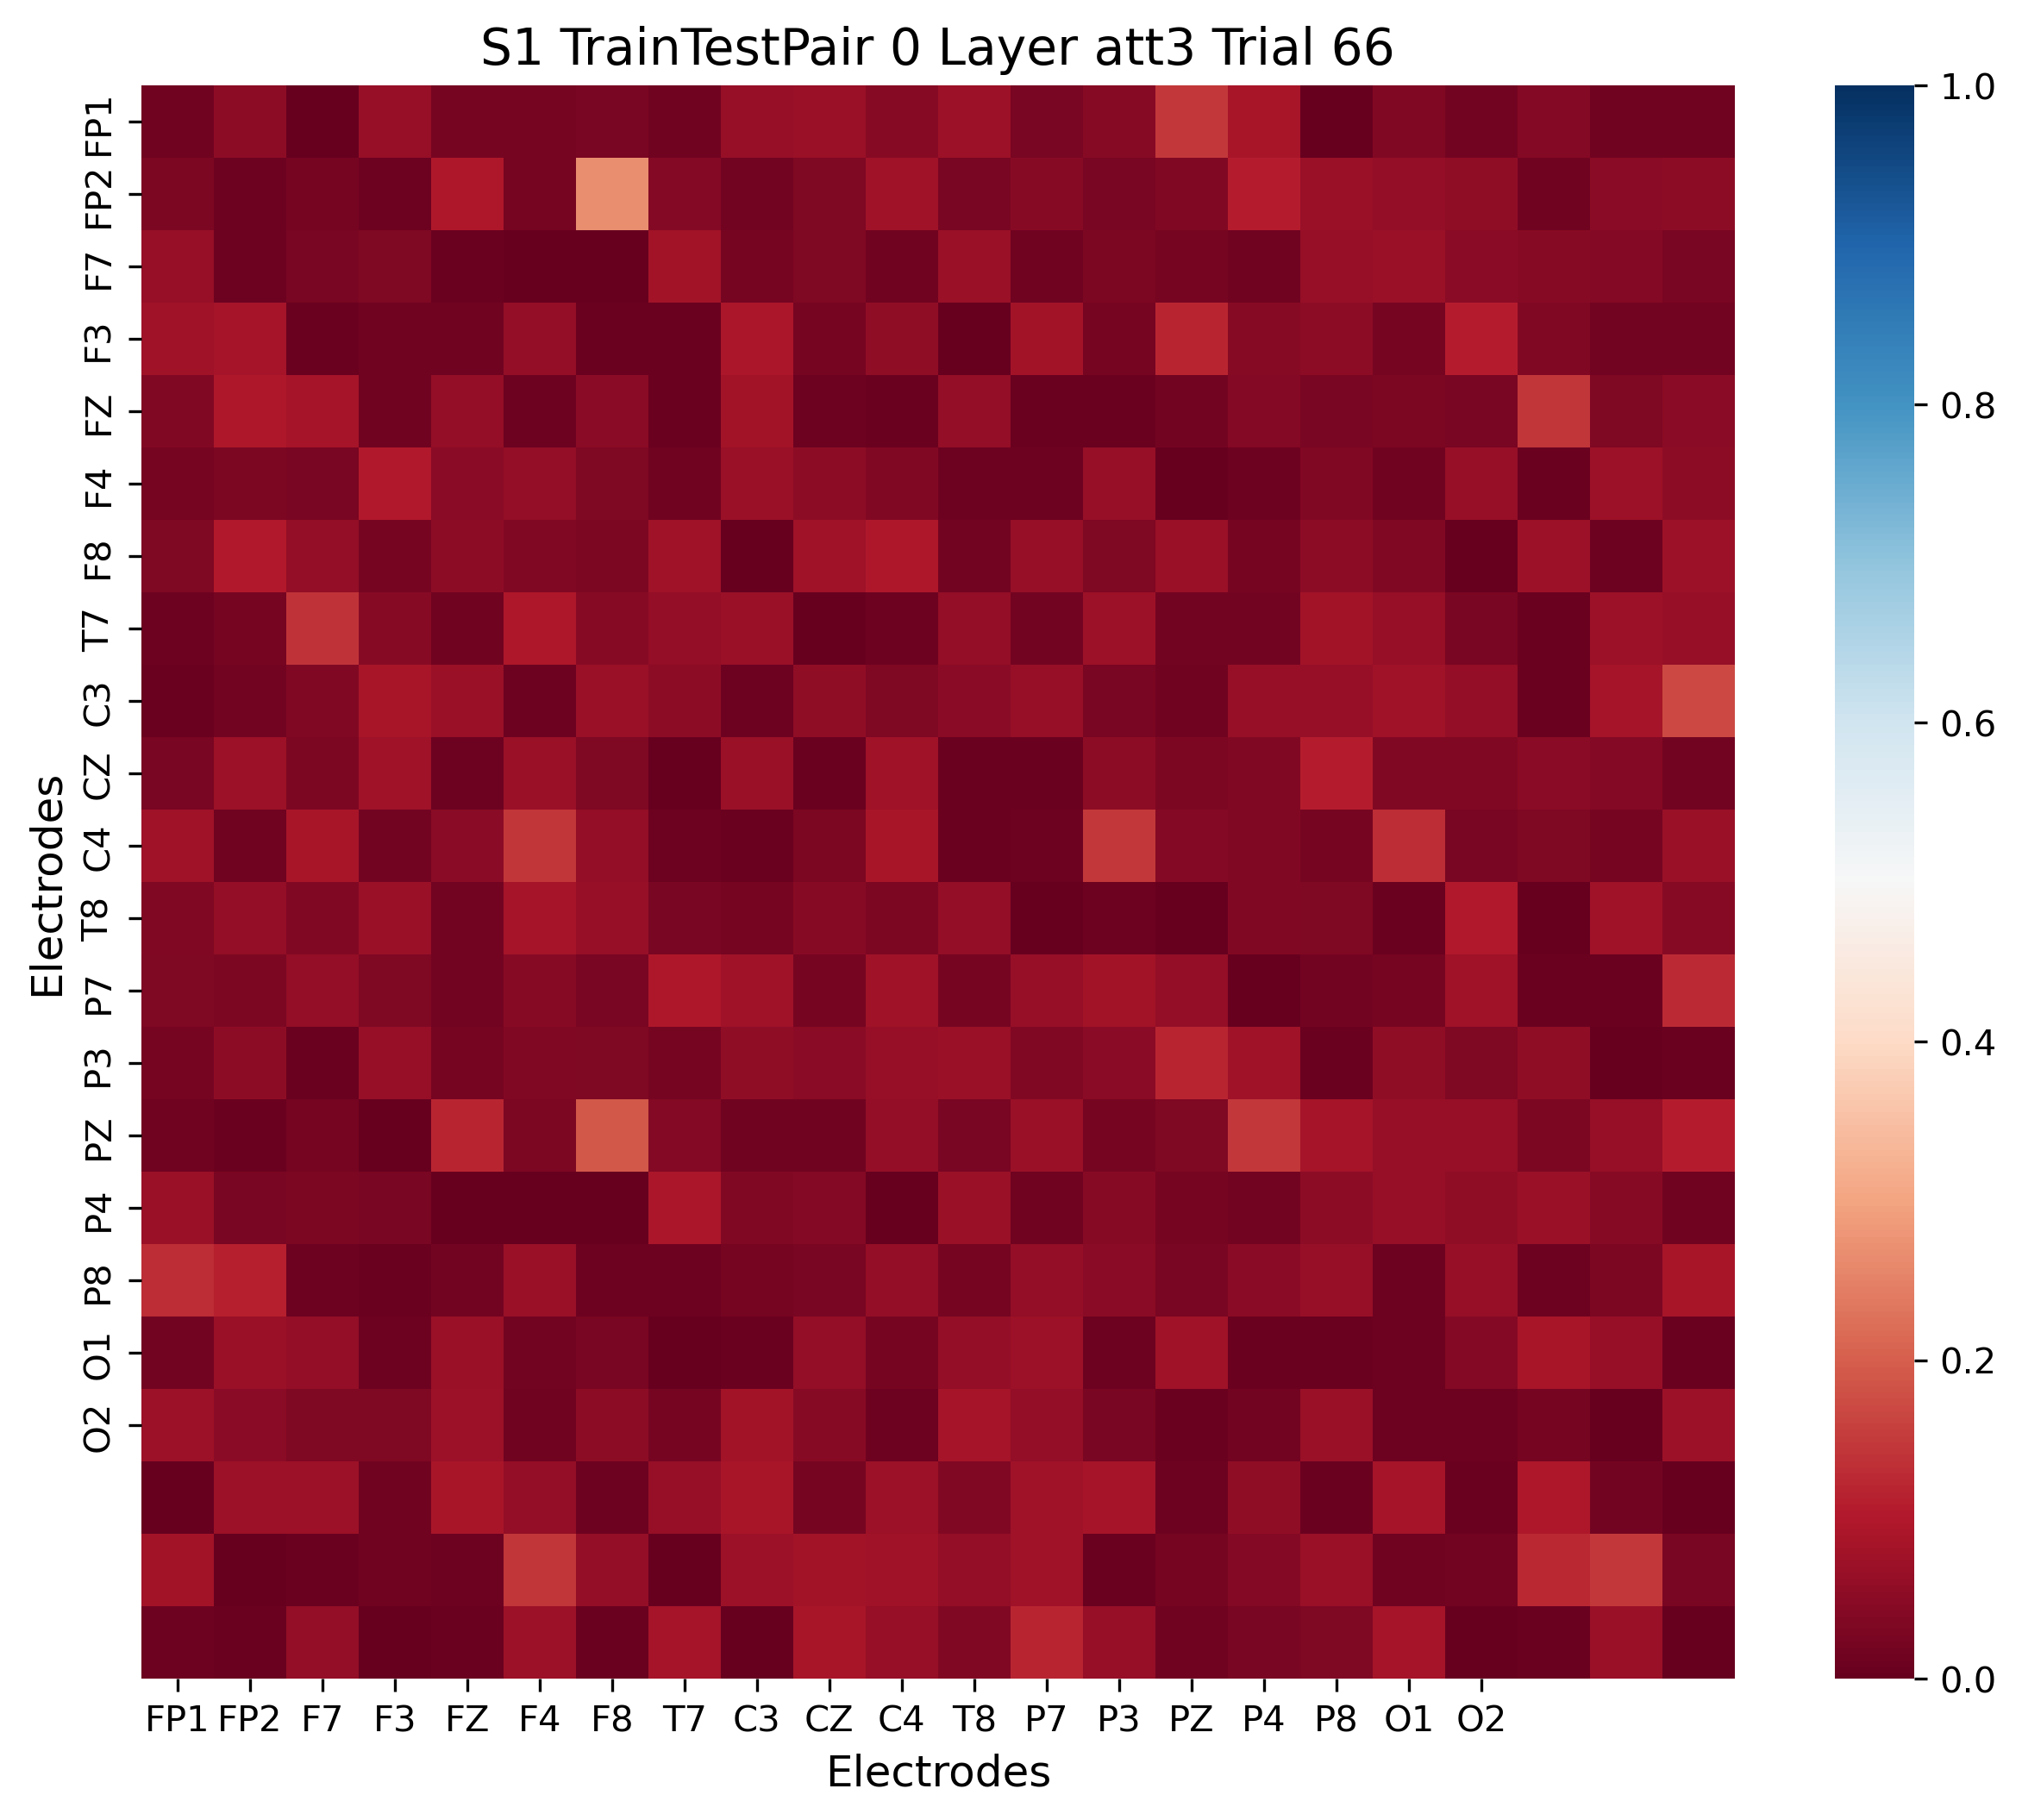 S1 TrainTestPair 0 Layer att3 Trial 66
Electrodes
FP1
FP2
F7
F3
FZ
F4
F8
T7
C3
CZ
C4
T8
P7
P3
PZ
P4
P8
O1
O2
FP1 FP2 F7 F3 FZ F4 F8 T7 C3 CZ C4 T8 P7 P3 PZ P4 P8 O1 O2
Electrodes
1.0
0.8
0.6
0.4
0.2
0.0